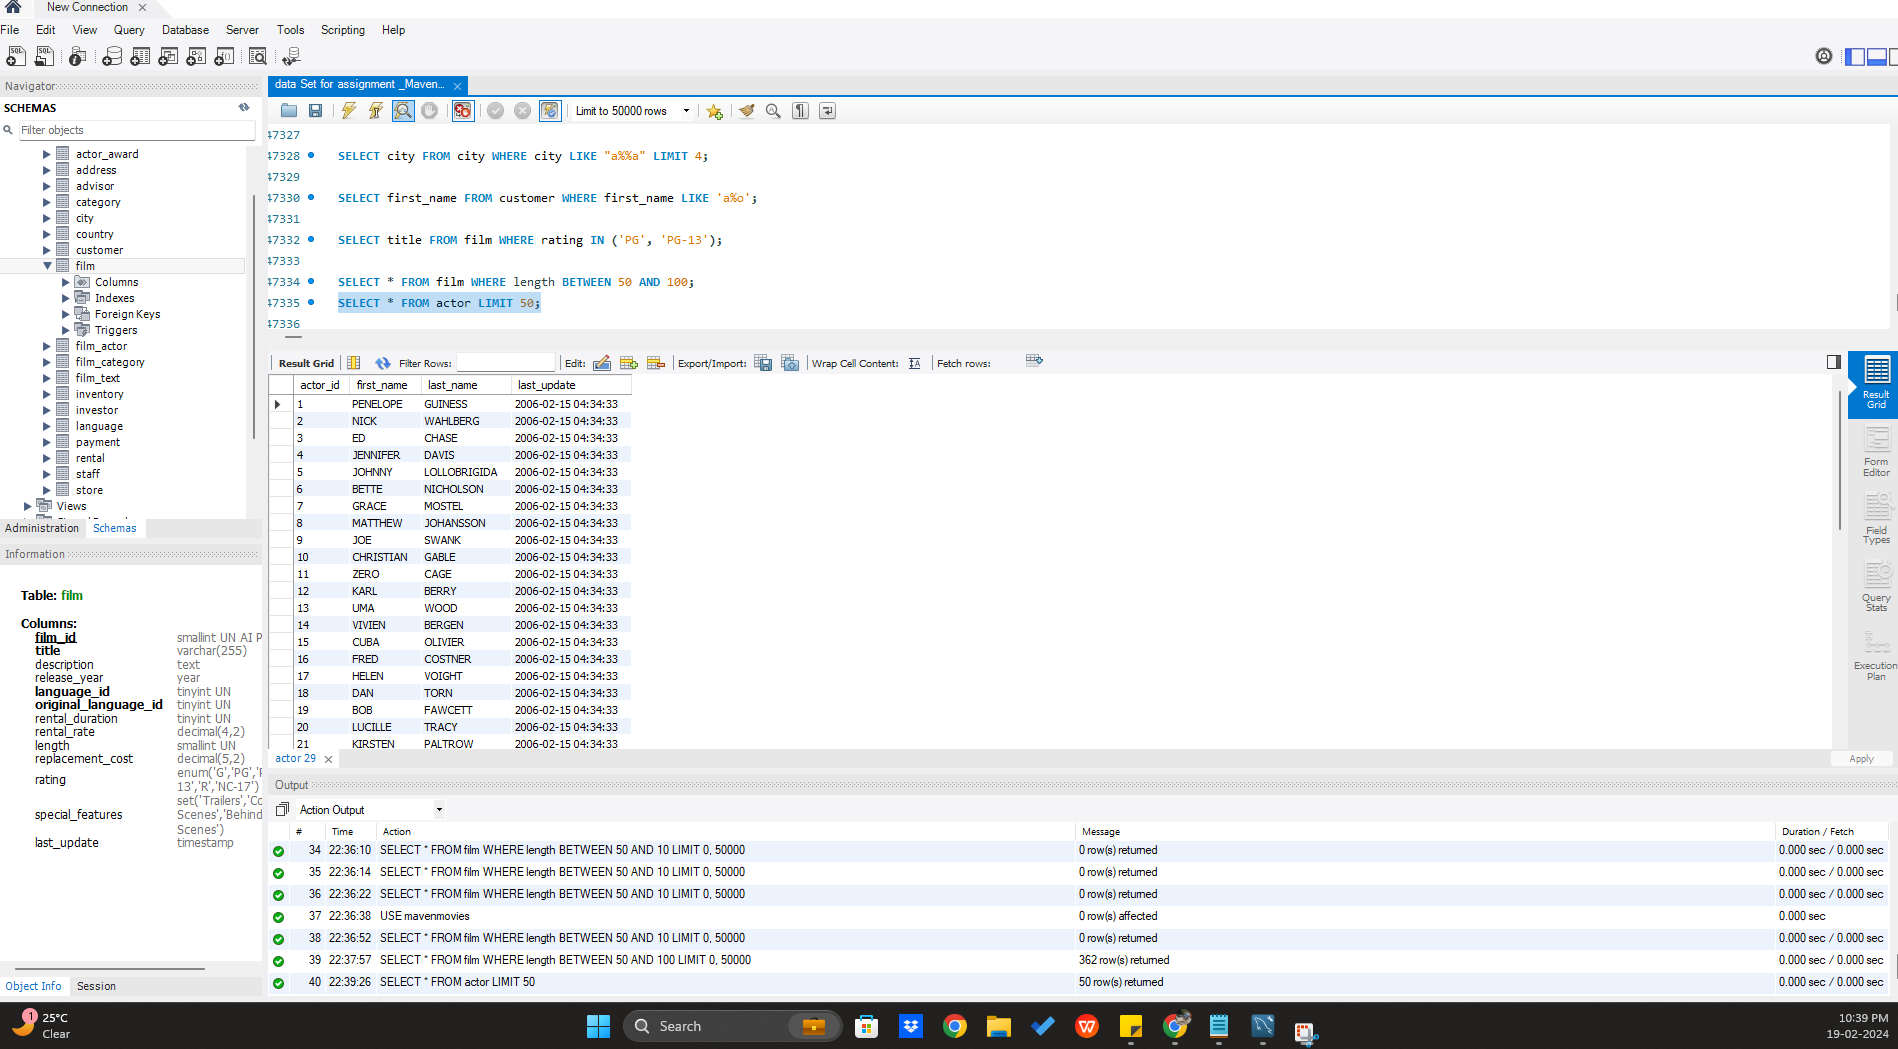 New Connection
File Edit View Query Database Server Tools Scripting Help
Navigator
SCHEMAS
Filter objects
actor_award
address
advisor
category
city
country
customer
film
Columns
Indexes
Foreign Keys
Triggers
film_actor
film_category
film_text
inventory
investor
language
payment
rental
staff
store
Views
Administration Schemas
Information
Table: film
Columns:
film_id smallint UN AI P
title varchar(255)
description text
release_year year
language_id tinyint UN
original_language_id tinyint UN
rental_duration tinyint UN
rental_rate decimal(4,2)
length smallint UN
replacement_cost decimal(5,2)
rating enum('G','PG','P
13','R','NC-17')
special_features set('Trailers','Co
Scenes','Behind
Scenes')
last_update timestamp
Object Info Session
data Set for assignment _Maven...
Limit to 50000 rows
47327
47328 SELECT city FROM city WHERE city LIKE "a%%a" LIMIT 4;
47329
47330 SELECT first_name FROM customer WHERE first_name LIKE 'a%o';
47331
47332 SELECT title FROM film WHERE rating IN ('PG', 'PG-13');
47333
47334 SELECT * FROM film WHERE length BETWEEN 50 AND 100;
47335 SELECT * FROM actor LIMIT 50;
47336
Result Grid Filter Rows: Edit: Export/Import: Wrap Cell Content: Fetch rows:
actor_id first_name last_name last_update
1 PENELOPE GUINESS 2006-02-15 04:34:33
2 NICK WAHLBERG 2006-02-15 04:34:33
3 ED CHASE 2006-02-15 04:34:33
4 JENNIFER DAVIS 2006-02-15 04:34:33
5 JOHNNY LOLLOBRIGIDA 2006-02-15 04:34:33
6 BETTE NICHOLSON 2006-02-15 04:34:33
7 GRACE MOSTEL 2006-02-15 04:34:33
8 MATTHEW JOHANSSON 2006-02-15 04:34:33
9 JOE SWANK 2006-02-15 04:34:33
10 CHRISTIAN GABLE 2006-02-15 04:34:33
11 ZERO CAGE 2006-02-15 04:34:33
12 KARL BERRY 2006-02-15 04:34:33
13 UMA WOOD 2006-02-15 04:34:33
14 VIVIEN BERGEN 2006-02-15 04:34:33
15 CUBA OLIVIER 2006-02-15 04:34:33
16 FRED COSTNER 2006-02-15 04:34:33
17 HELEN VOIGHT 2006-02-15 04:34:33
18 DAN TORN 2006-02-15 04:34:33
19 BOB FAWCETT 2006-02-15 04:34:33
20 LUCILLE TRACY 2006-02-15 04:34:33
21 KIRSTEN PALTROW 2006-02-15 04:34:33
Result
Grid
Form
Editor
Field
Types
Query
Stats
Execution
Plan
actor 29
Apply
Output
Action Output
# Time Action Message Duration / Fetch
34 22:36:10 SELECT * FROM film WHERE length BETWEEN 50 AND 10 LIMIT 0, 50000 0 row(s) returned 0.000 sec / 0.000 sec
35 22:36:14 SELECT * FROM film WHERE length BETWEEN 50 AND 10 LIMIT 0, 50000 0 row(s) returned 0.000 sec / 0.000 sec
36 22:36:22 SELECT * FROM film WHERE length BETWEEN 50 AND 10 LIMIT 0, 50000 0 row(s) returned 0.000 sec / 0.000 sec
37 22:36:38 USE mavenmovies 0 row(s) affected 0.000 sec
38 22:36:52 SELECT * FROM film WHERE length BETWEEN 50 AND 10 LIMIT 0, 50000 0 row(s) returned 0.000 sec / 0.000 sec
39 22:37:57 SELECT * FROM film WHERE length BETWEEN 50 AND 100 LIMIT 0, 50000 362 row(s) returned 0.000 sec / 0.000 sec
40 22:39:26 SELECT * FROM actor LIMIT 50 50 row(s) returned 0.000 sec / 0.000 sec
1
25°C
Clear
Search
10:39 PM
19-02-2024